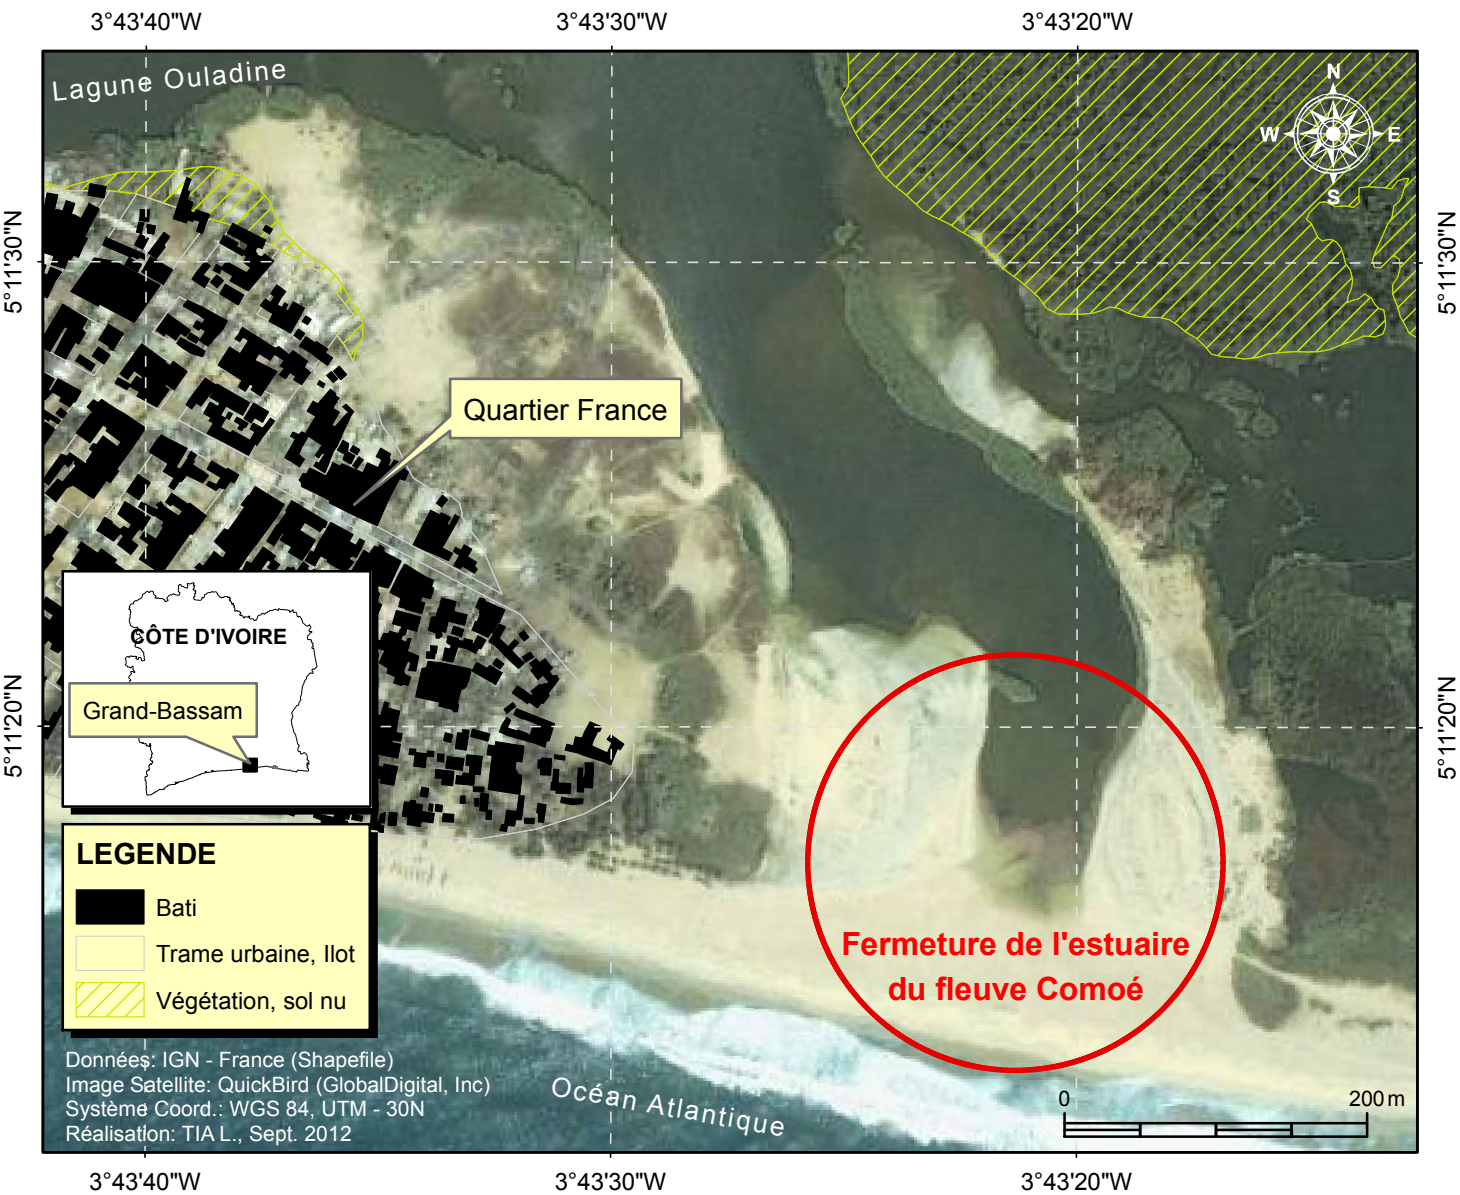 3°43'40"W 3°43'30"W 3°43'20"W
Lagune Ouladine
N
W E
S
5°11'30"N 5°11'30"N
Quartier France
CÔTE D'IVOIRE
Grand-Bassam
5°11'20"N 5°11'20"N
LEGENDE
Bati
Trame urbaine, Ilot
Végétation, sol nu
Fermeture de l'estuaire
du fleuve Comoé
Données: IGN - France (Shapefile)
Image Satellite: QuickBird (GlobalDigital, Inc)
Système Coord.: WGS 84, UTM - 30N
Réalisation: TIA L., Sept. 2012
Océan Atlantique
0 200 m
3°43'40"W 3°43'30"W 3°43'20"W